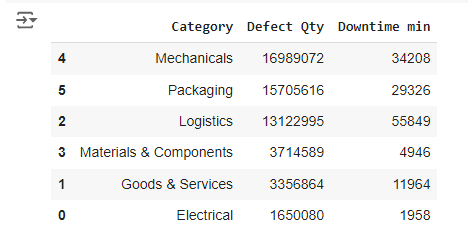 Category Defect Qty Downtime min
4 Mechanicals 16989072 34208
5 Packaging 15705616 29326
2 Logistics 13122995 55849
3 Materials & Components 3714589 4946
1 Goods & Services 3356864 11964
0 Electrical 1650080 1958